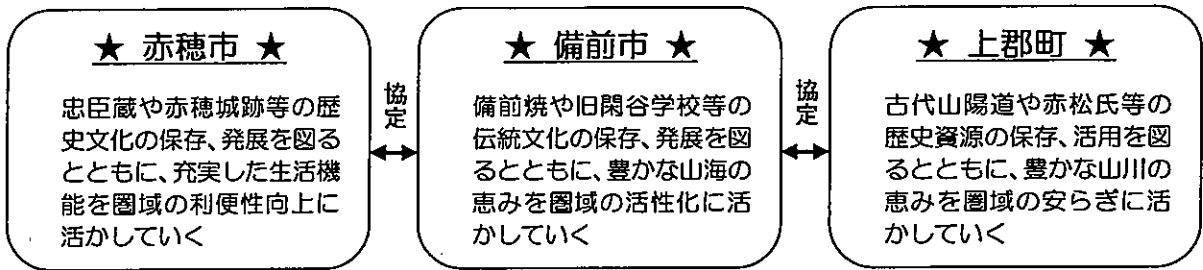 ★ 赤穂市 ★
忠臣蔵や赤穂城跡等の歴
史文化の保存、発展を図る
とともに、充実した生活機
能を圏域の利便性向上に
活かしていく
協定
★ 備前市 ★
備前焼や旧閑谷学校等の
伝統文化の保存、発展を図
るとともに、豊かな山海の
恵みを圏域の活性化に活
かしていく
協定
★ 上郡町 ★
古代山陽道や赤松氏等の
歴史資源の保存、活用を図
るとともに、豊かな山川の
恵みを圏域の安らぎに活
かしていく